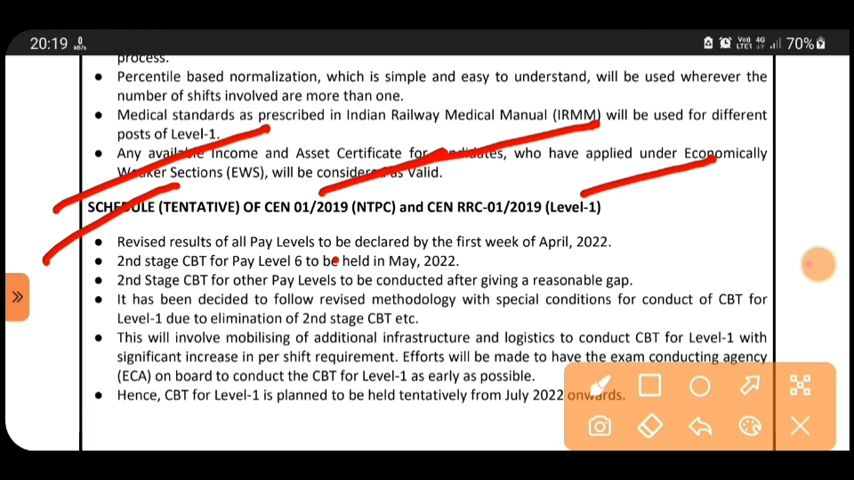 20:19 0 KB/s Vo) LTE1 4G 70%
process.
• Percentile based normalization, which is simple and easy to understand, will be used wherever the
number of shifts involved are more than one.
• Medical standards as prescribed in Indian Railway Medical Manual (IRMM) will be used for different
posts of Level-1.
• Any available Income and Asset Certificate for candidates, who have applied under Economically
Weaker Sections (EWS), will be considered as valid.
SCHEDULE (TENTATIVE) OF CEN 01/2019 (NTPC) and CEN RRC-01/2019 (Level-1)
• Revised results of all Pay Levels to be declared by the first week of April, 2022.
• 2nd stage CBT for Pay Level 6 to be held in May, 2022.
• 2nd Stage CBT for other Pay Levels to be conducted after giving a reasonable gap.
• It has been decided to follow revised methodology with special conditions for conduct of CBT for
Level-1 due to elimination of 2nd stage CBT etc.
• This will involve mobilising of additional infrastructure and logistics to conduct CBT for Level-1 with
significant increase in per shift requirement. Efforts will be made to have the exam conducting agency
(ECA) on board to conduct the CBT for Level-1 as early as possible.
• Hence, CBT for Level-1 is planned to be held tentatively from July 2022 onwards.